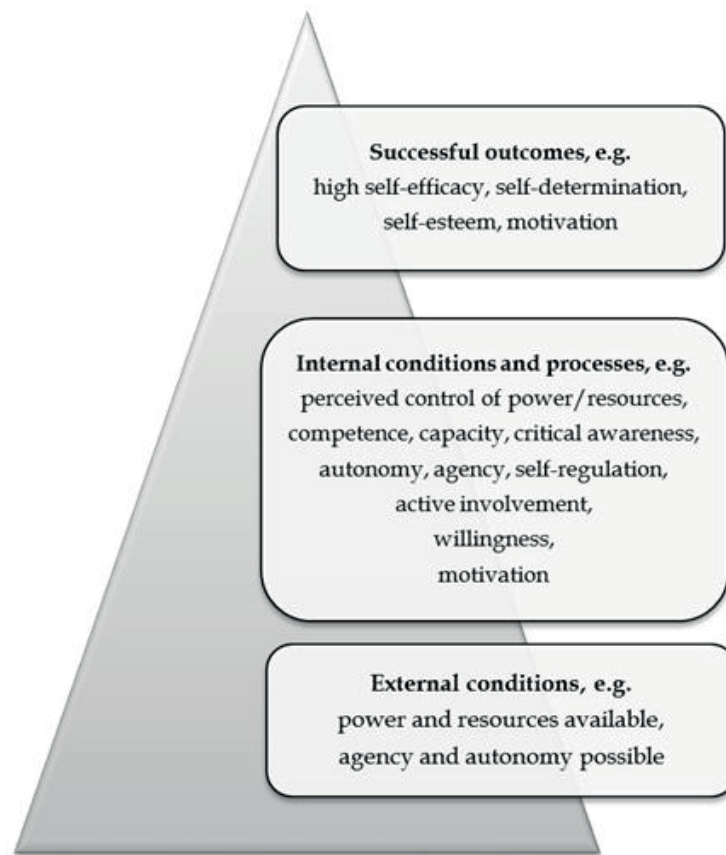 Successful outcomes, e.g.
high self-efficacy, self-determination,
self-esteem, motivation
Internal conditions and processes, e.g.
perceived control of power/resources,
competence, capacity, critical awareness,
autonomy, agency, self-regulation,
active involvement,
willingness,
motivation
External conditions, e.g.
power and resources available,
agency and autonomy possible